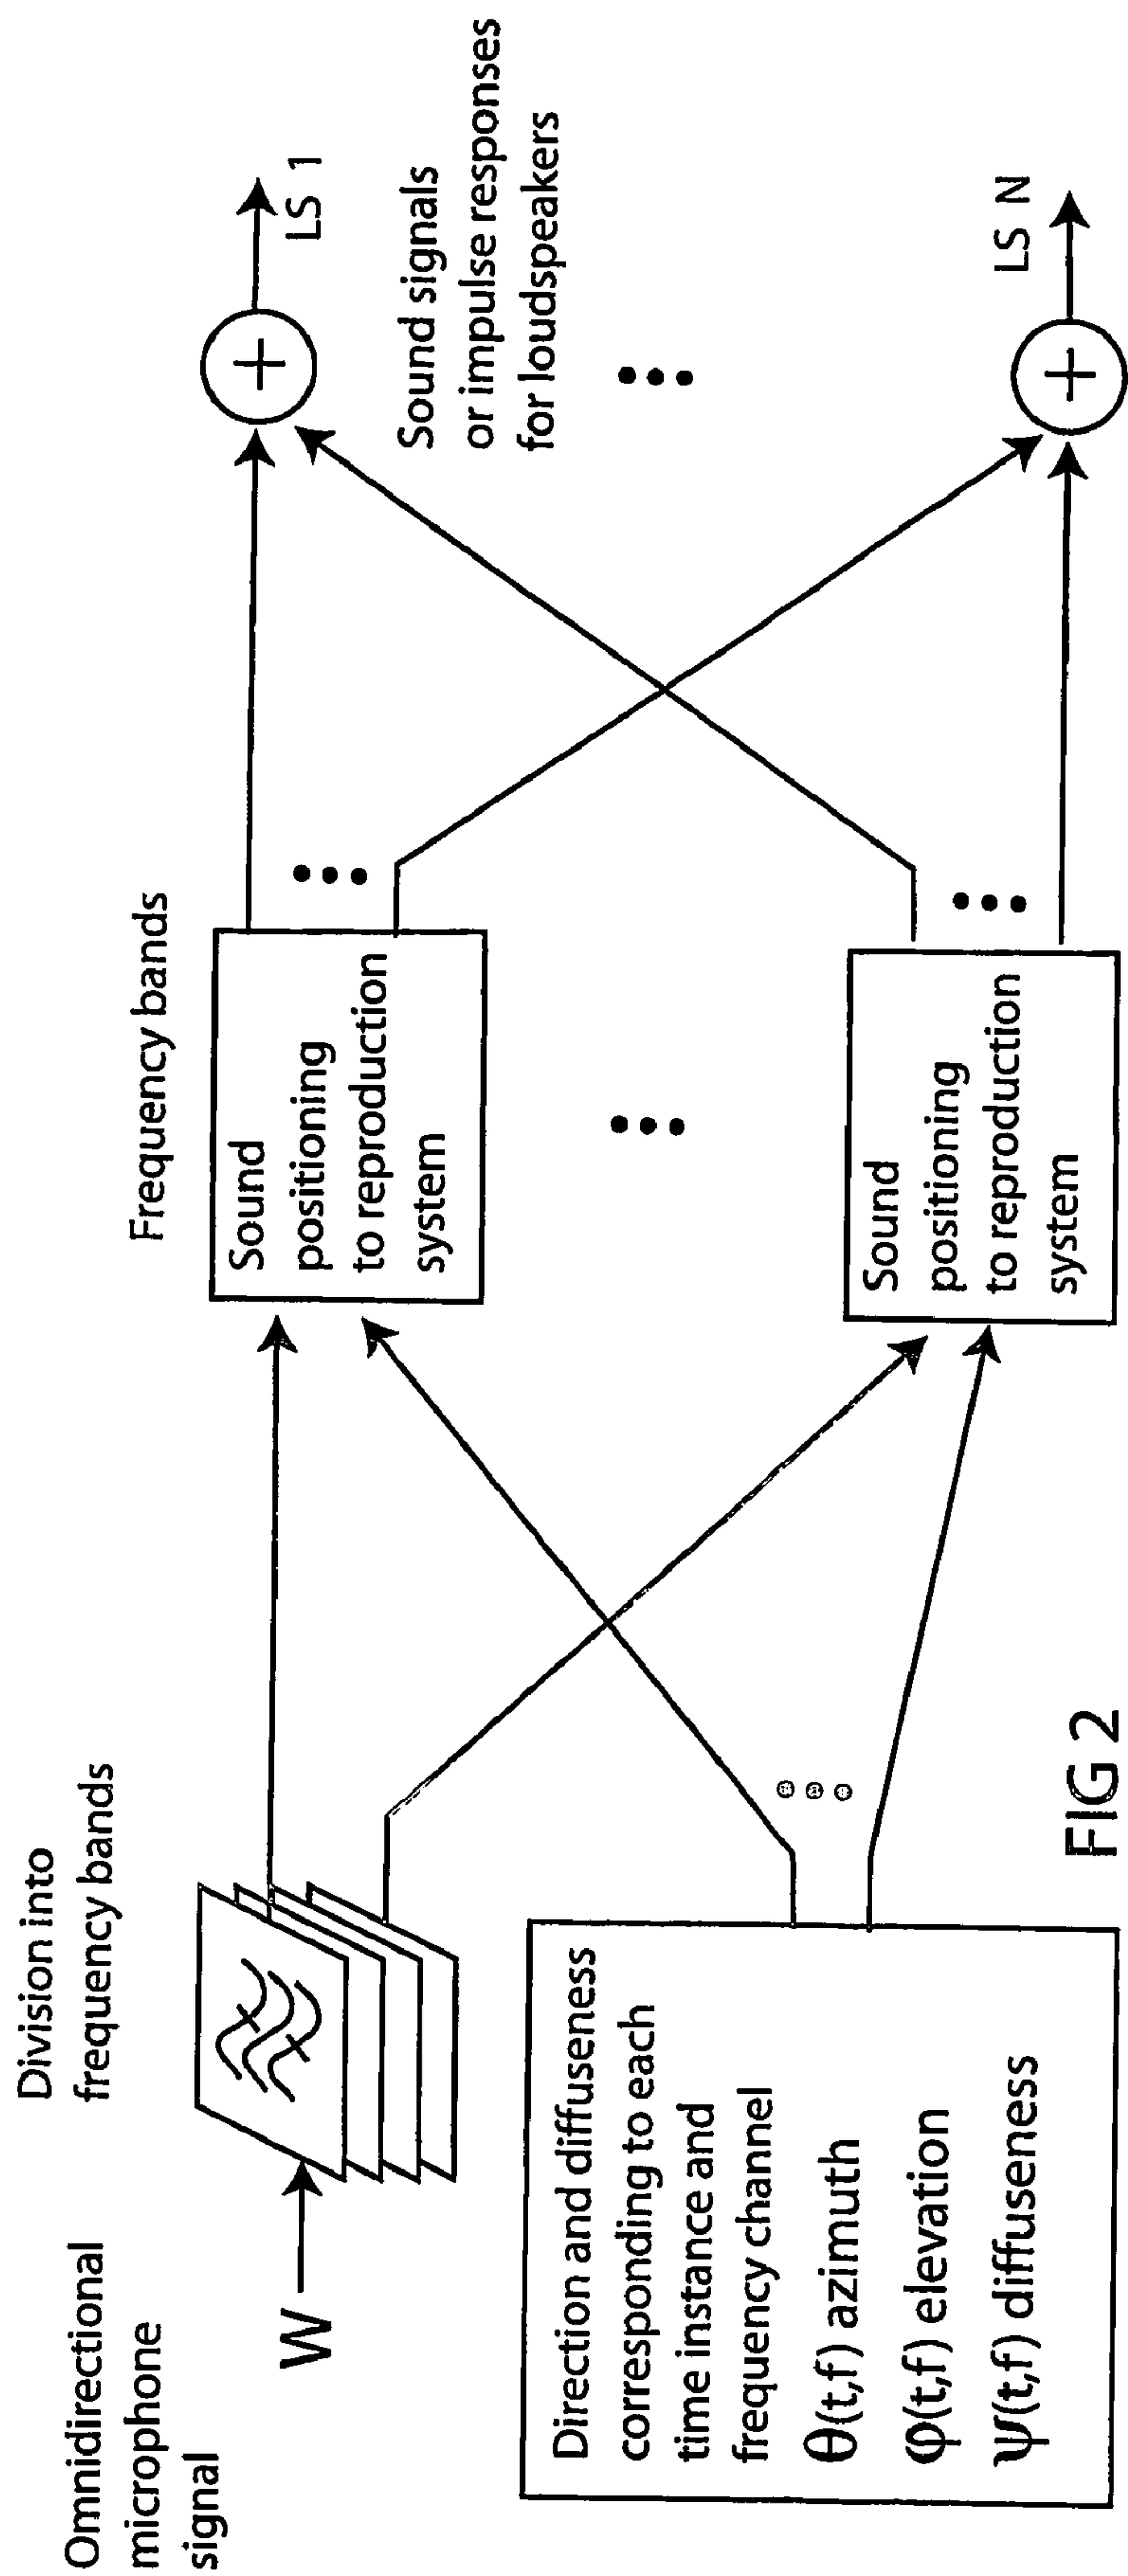 Omnidirectional
microphone
signal
W
Division into
frequency bands
Direction and diffuseness
corresponding to each
time instance and
frequency channel
θ(t,f) azimuth
φ(t,f) elevation
ψ(t,f) diffuseness
Frequency bands
Sound
positioning
to reproduction
system
Sound
positioning
to reproduction
system
+
LS 1
Sound signals
or impulse responses
for loudspeakers
+
LS N
FIG 2